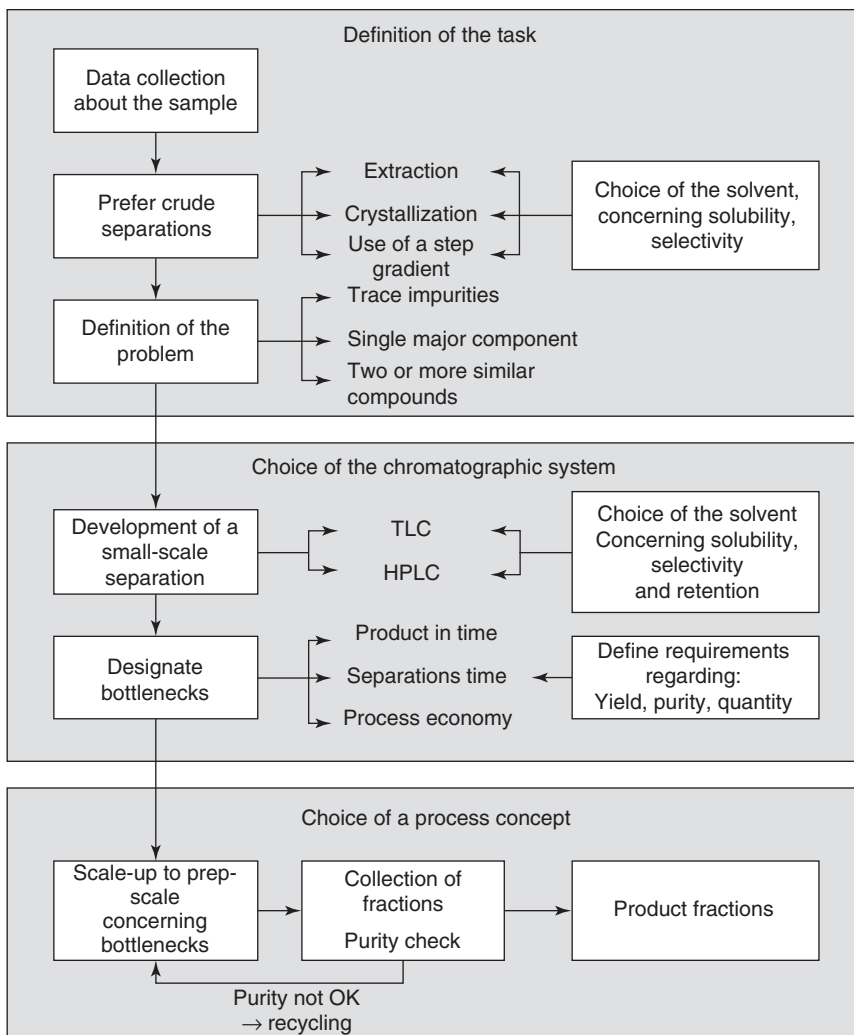 Definition of the task
Data collection
about the sample
Prefer crude
separations
Extraction
Crystallization
Use of a step
gradient
Choice of the solvent,
concerning solubility,
selectivity
Definition of the
problem
Trace impurities
Single major component
Two or more similar
compounds
Choice of the chromatographic system
Development of a
small-scale
separation
TLC
HPLC
Choice of the solvent
Concerning solubility,
selectivity
and retention
Designate
bottlenecks
Product in time
Separations time
Process economy
Define requirements
regarding:
Yield, purity, quantity
Choice of a process concept
Scale-up to prep-
scale
concerning
bottlenecks
Collection of
fractions
Purity check
Product fractions
Purity not OK
→ recycling